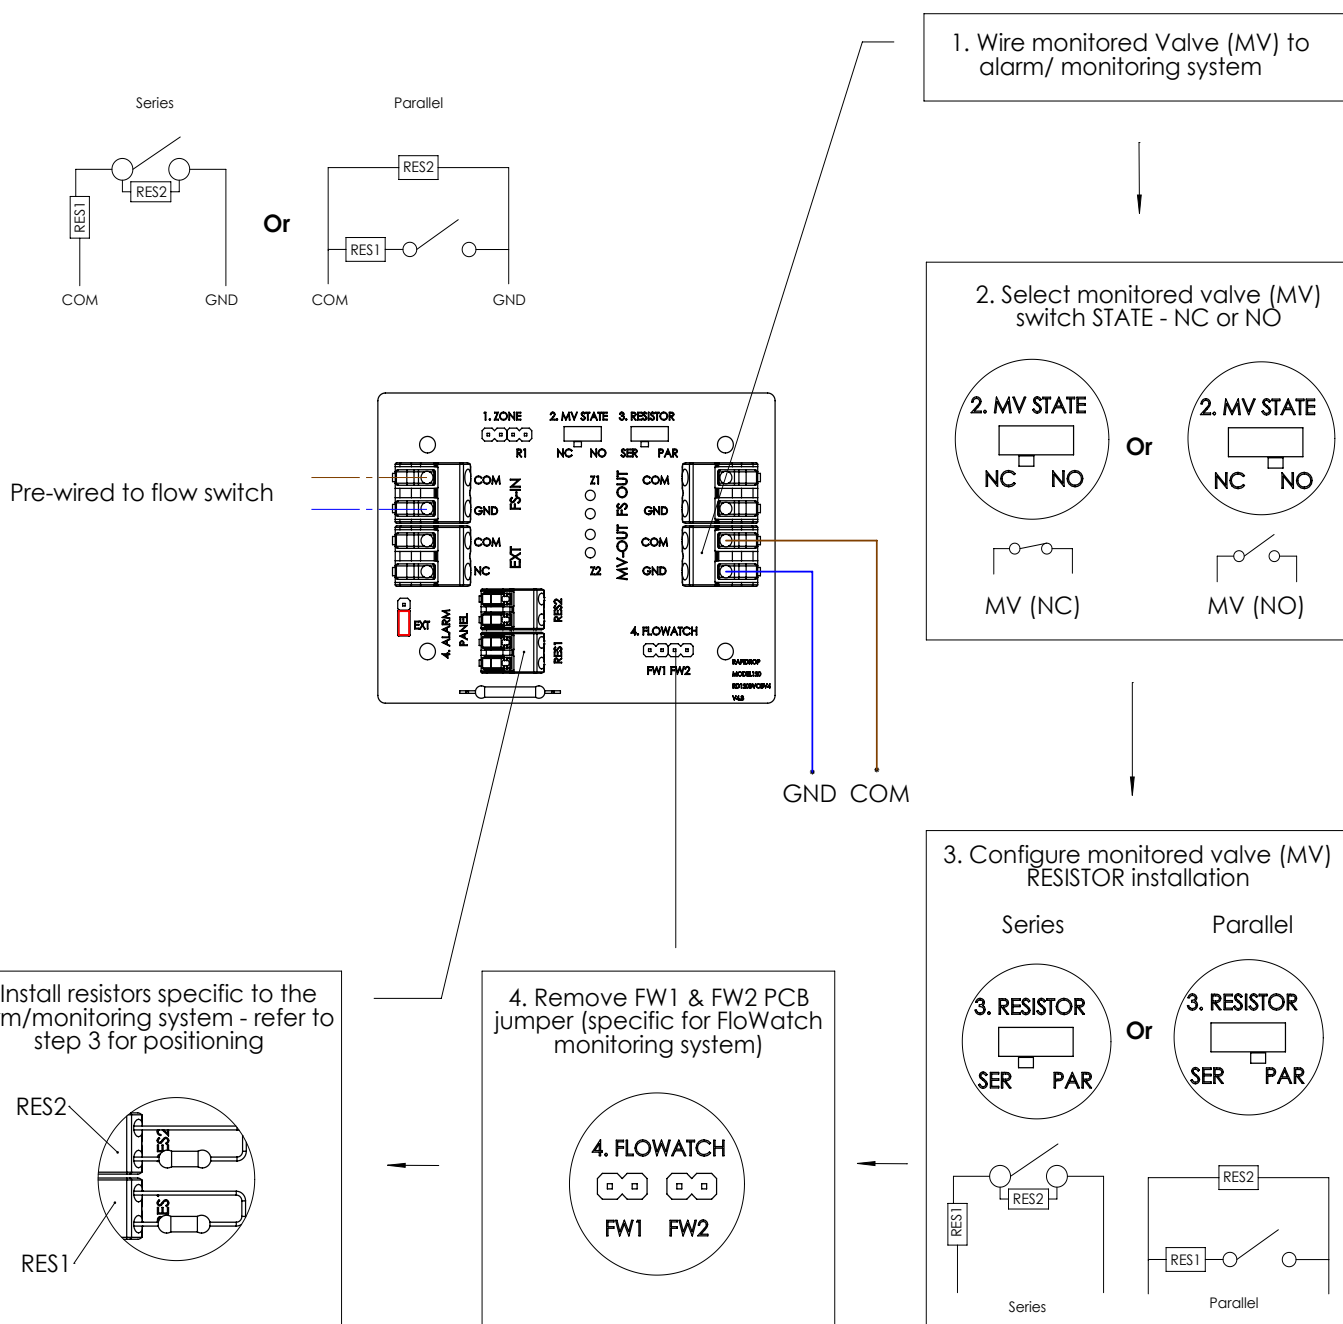 1. Wire monitored Valve (MV) to
alarm/ monitoring system
Series
Parallel
RES1
RES2
COM
GND
Or
RES2
RES1
COM
GND
2. Select monitored valve (MV)
switch STATE - NC or NO
2. MV STATE
NC NO
Or
2. MV STATE
NC NO
MV (NC)
MV (NO)
Pre-wired to flow switch
1. ZONE
R1
2. MV STATE
NC NO
3. RESISTOR
SER PAR
COM
GND
FS-IN
COM
NC
EXT
Z1
Z2
FS OUT
COM
GND
MV-OUT
COM
GND
EXT
4. ALARM
PANEL
RES2
RES1
4. FLOWATCH
FW1 FW2
RAPIDROP
MODEL150
V4.8
GND COM
3. Configure monitored valve (MV)
RESISTOR installation
Series
Parallel
3. RESISTOR
SER PAR
Or
3. RESISTOR
SER PAR
RES1
RES2
Series
RES2
RES1
Parallel
4. Remove FW1 & FW2 PCB
jumper (specific for FloWatch
monitoring system)
4. FLOWATCH
FW1 FW2
Install resistors specific to the
rm/monitoring system - refer to
step 3 for positioning
RES2
RES1
ES2
ES